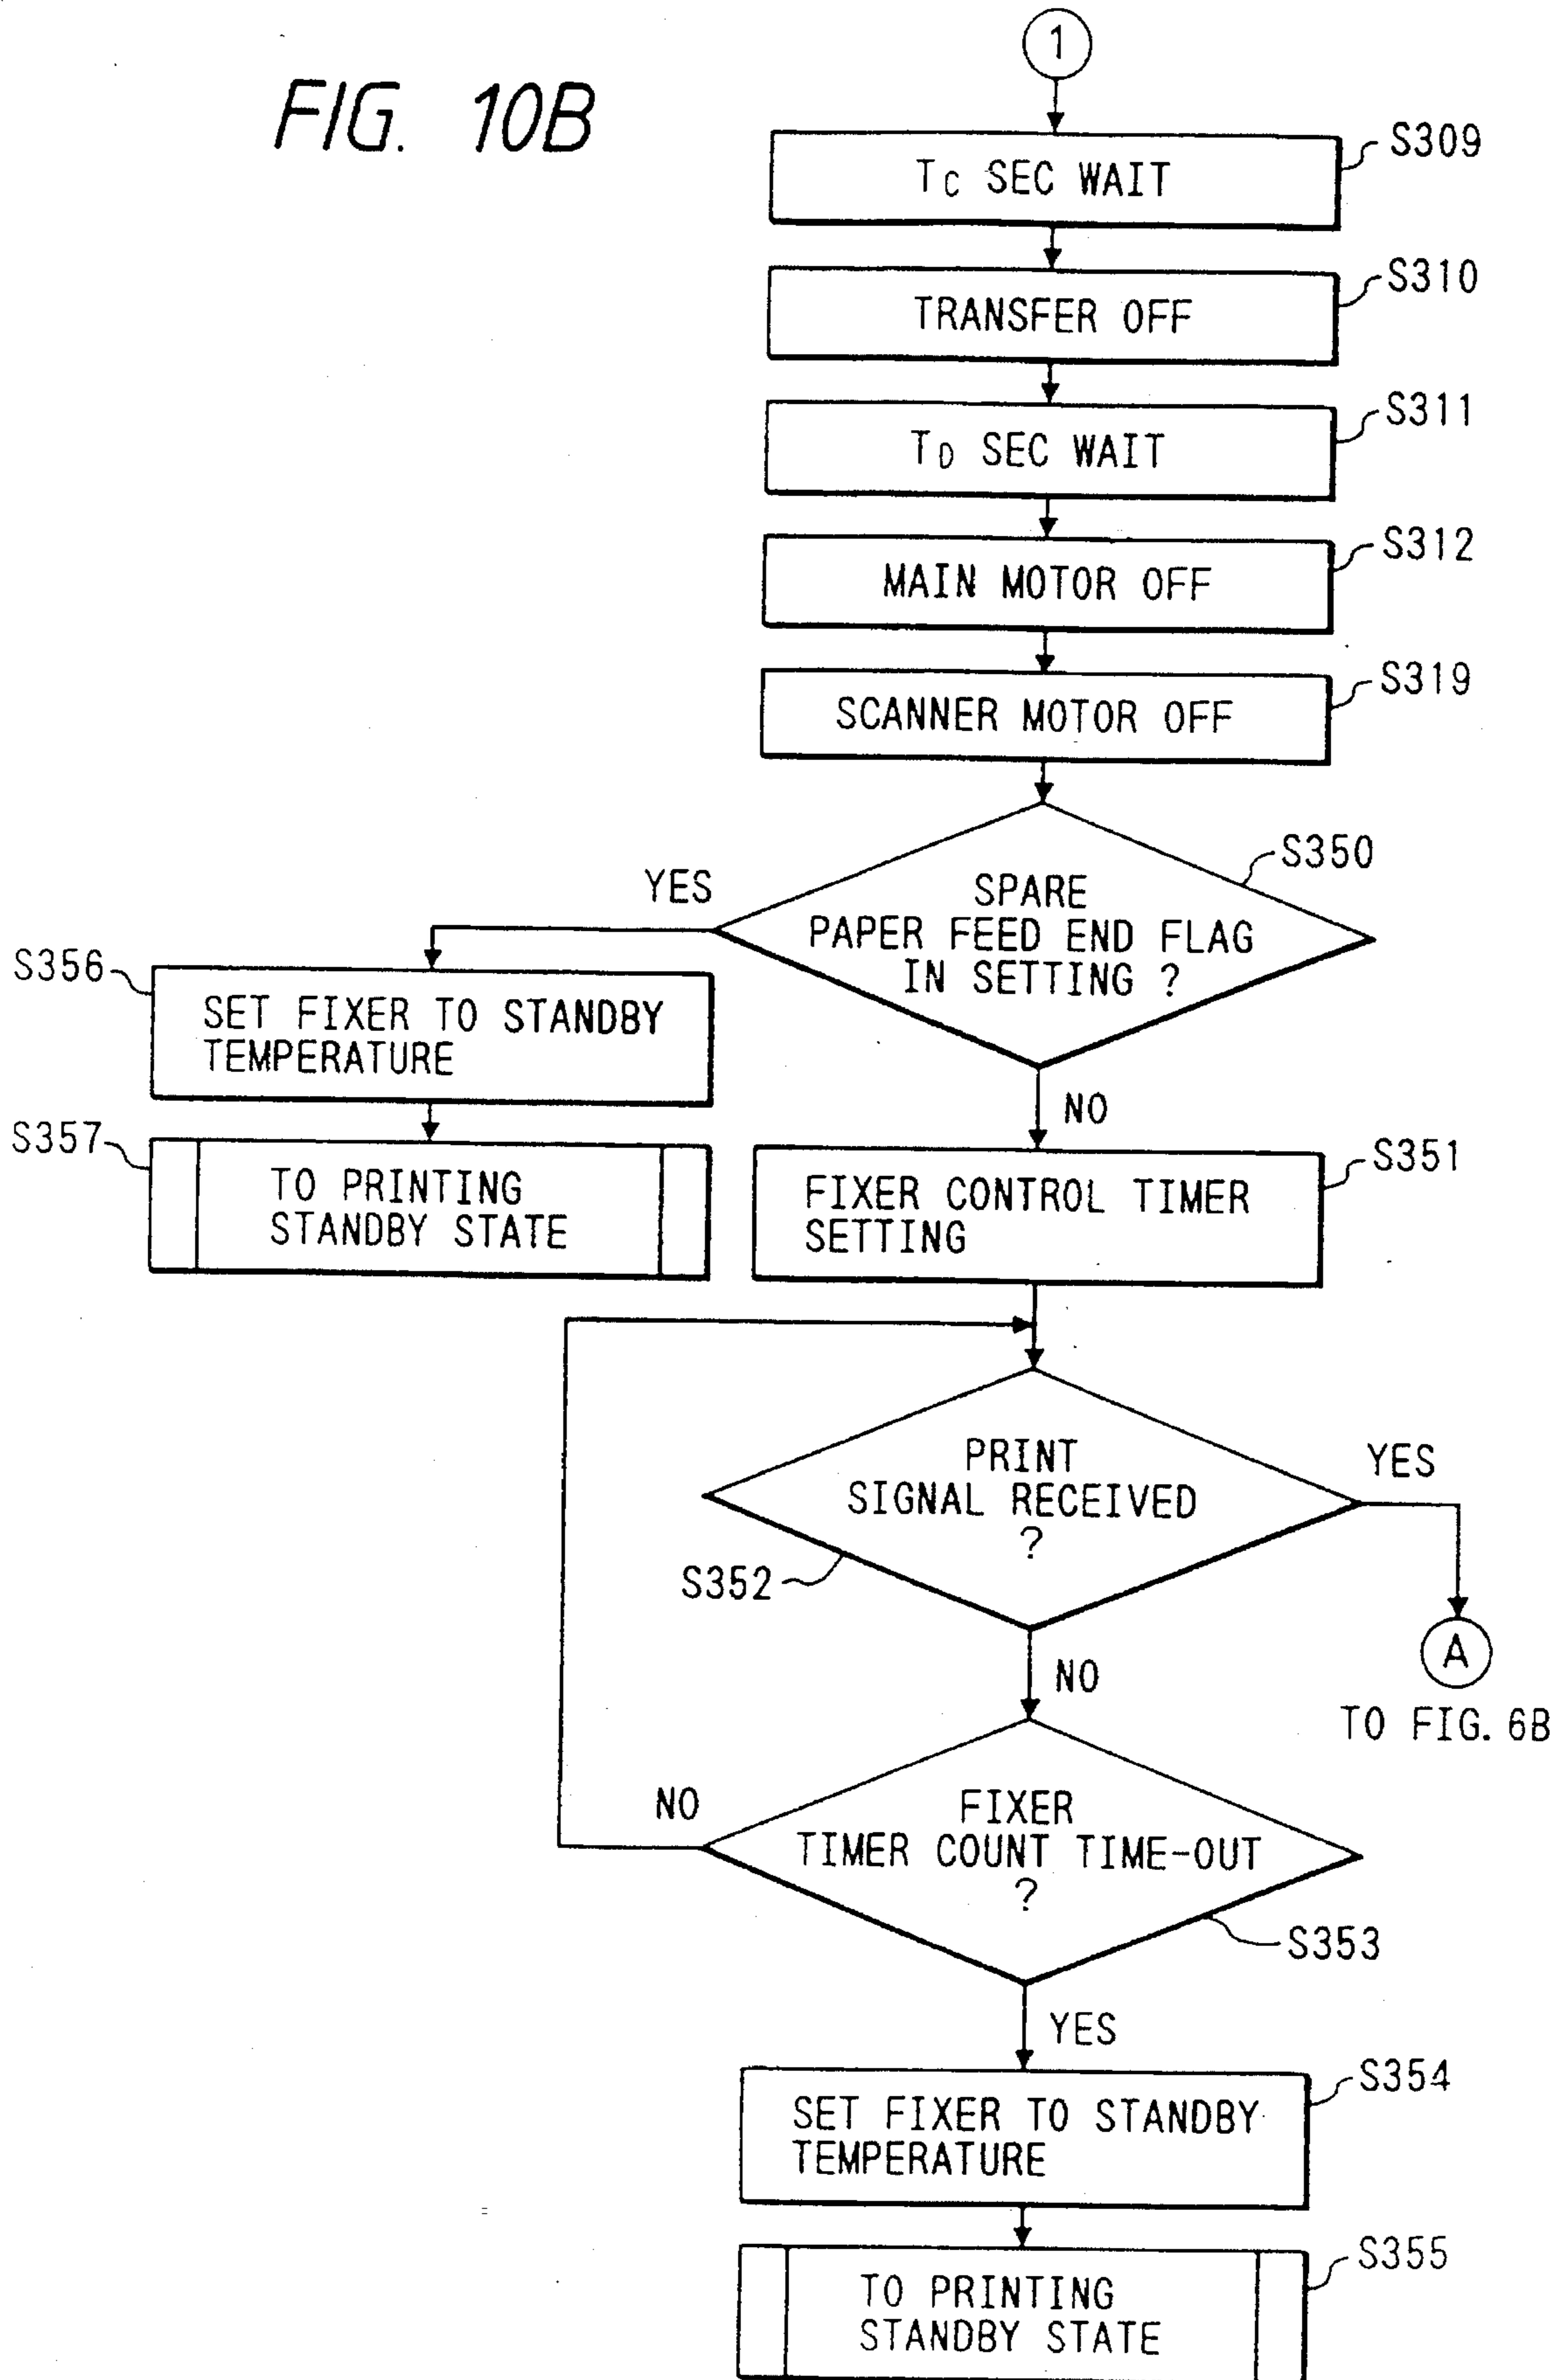 FIG. 10B
1
TC SEC WAIT
S309
TRANSFER OFF
S310
TD SEC WAIT
S311
MAIN MOTOR OFF
S312
SCANNER MOTOR OFF
S319
SPARE
PAPER FEED END FLAG
IN SETTING ?
S350
YES
S356
SET FIXER TO STANDBY
TEMPERATURE
NO
S357
TO PRINTING
STANDBY STATE
FIXER CONTROL TIMER
SETTING
S351
PRINT
SIGNAL RECEIVED
?
YES
S352
A
TO FIG. 6B
NO
FIXER
TIMER COUNT TIME-OUT
?
NO
S353
YES
SET FIXER TO STANDBY
TEMPERATURE
S354
TO PRINTING
STANDBY STATE
S355